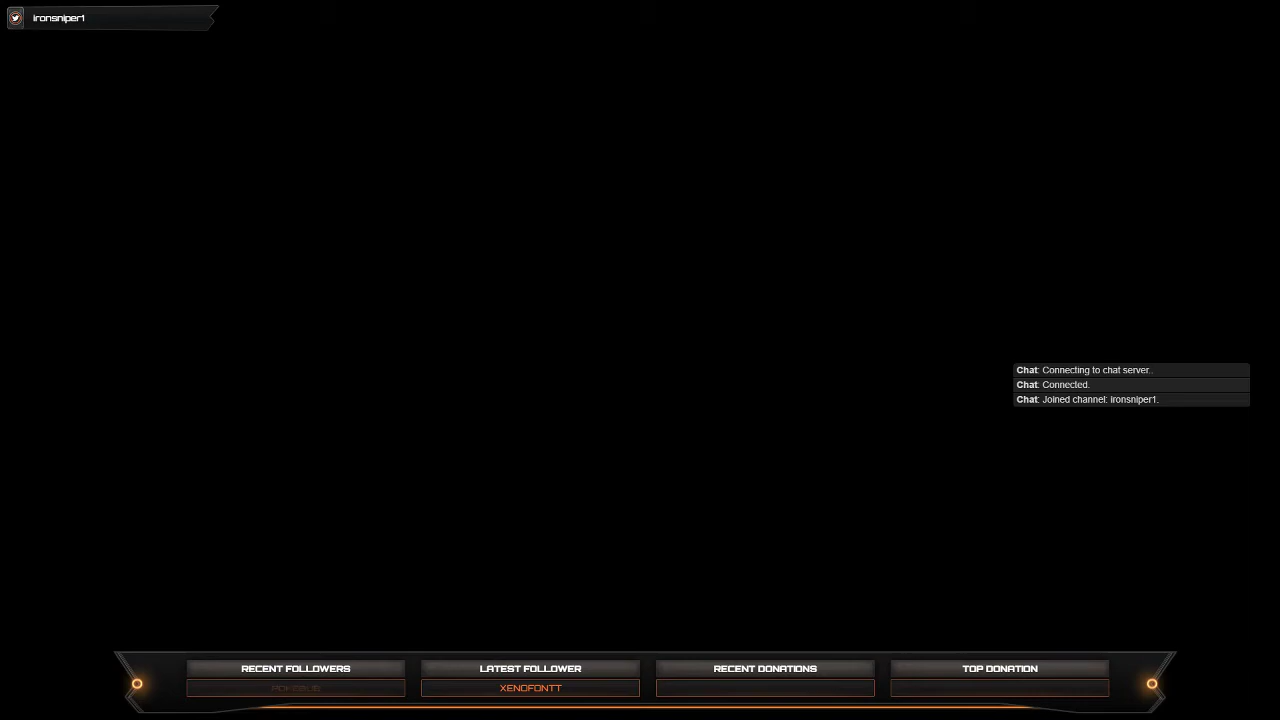 ironsniper1
Chat: Connecting to chat server..
Chat: Connected.
Chat: Joined channel: ironsniper1.
RECENT FOLLOWERS
LATEST FOLLOWER
RECENT DONATIONS
TOP DONATION
XENOFONTT